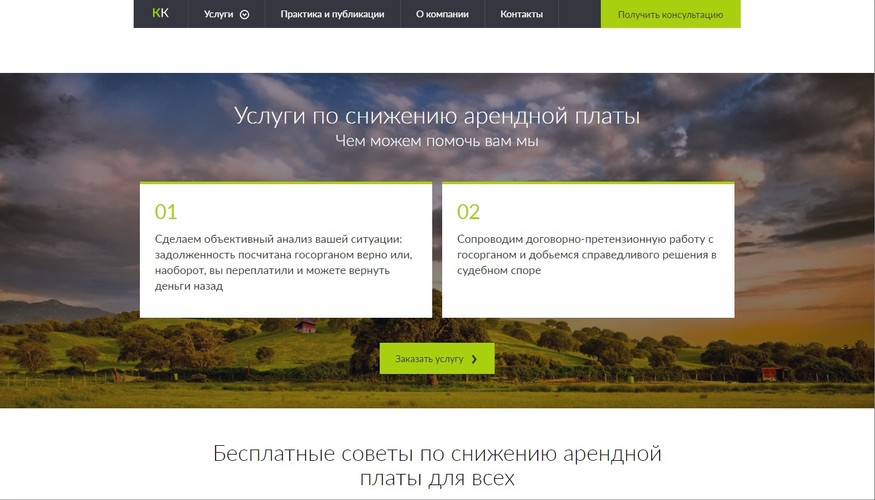 КК
Услуги
Практика и публикации
О компании
Контакты
Получить консультацию
Услуги по снижению арендной платы
Чем можем помочь вам мы
01
Сделаем объективный анализ вашей ситуации:
задолженность посчитана госорганом верно или,
наоборот, вы переплатили и можете вернуть
деньги назад
02
Сопроводим договорно-претензионную работу с
госорганом и добьемся справедливого решения в
судебном споре
Заказать услугу
Бесплатные советы по снижению арендной
платы для всех